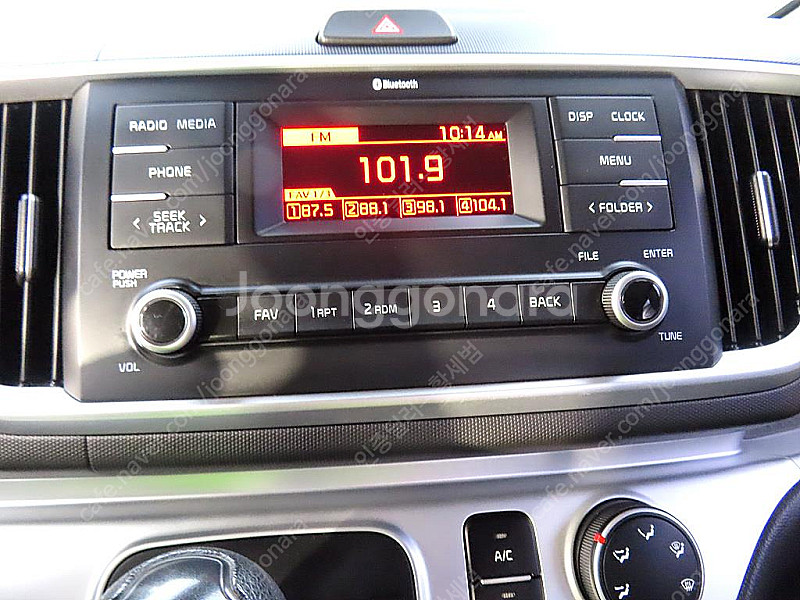 Bluetooth
RADIO MEDIA
PHONE
< SEEK TRACK >
FM 10:14 AM
101.9
FAV 1/1
1 87.5 2 88.1 3 98.1 4 104.1
DISP CLOCK
MENU
< FOLDER >
POWER PUSH
VOL
FAV 1 RPT 2 RDM 3 4 BACK
FILE
ENTER
TUNE
Joonggonara
A/C
cafe.naver.com/joonggonara